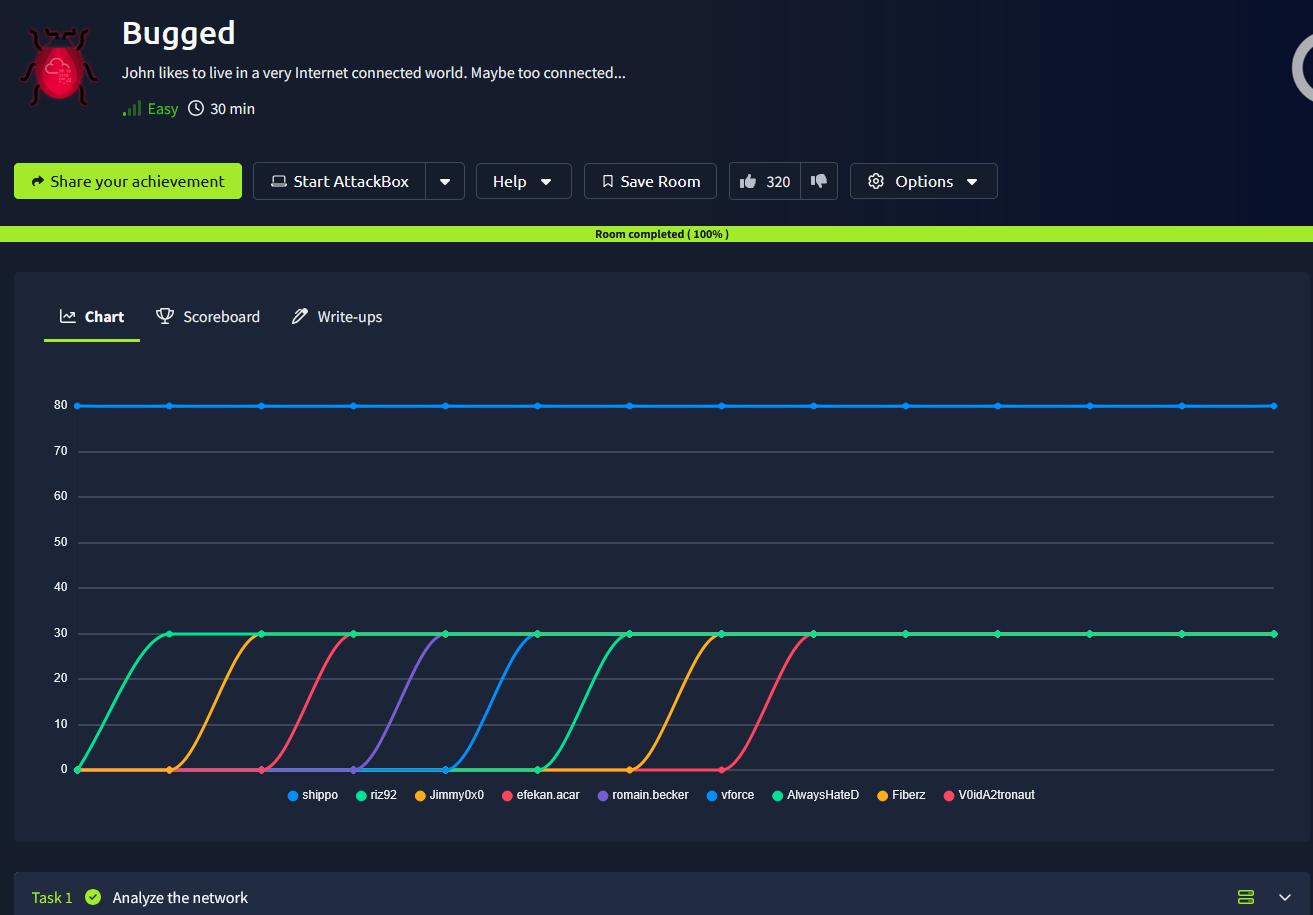 Bugged
John likes to live in a very Internet connected world. Maybe too connected...
Easy 30 min
Share your achievement Start AttackBox Help Save Room 320 Options
Room completed ( 100% )
Chart Scoreboard Write-ups
80
70
60
50
40
30
20
10
0
shippo riz92 Jimmy0x0 efekan.acar romain.becker vforce AlwaysHateD Fiberz V0idA2tronaut
Task 1 Analyze the network